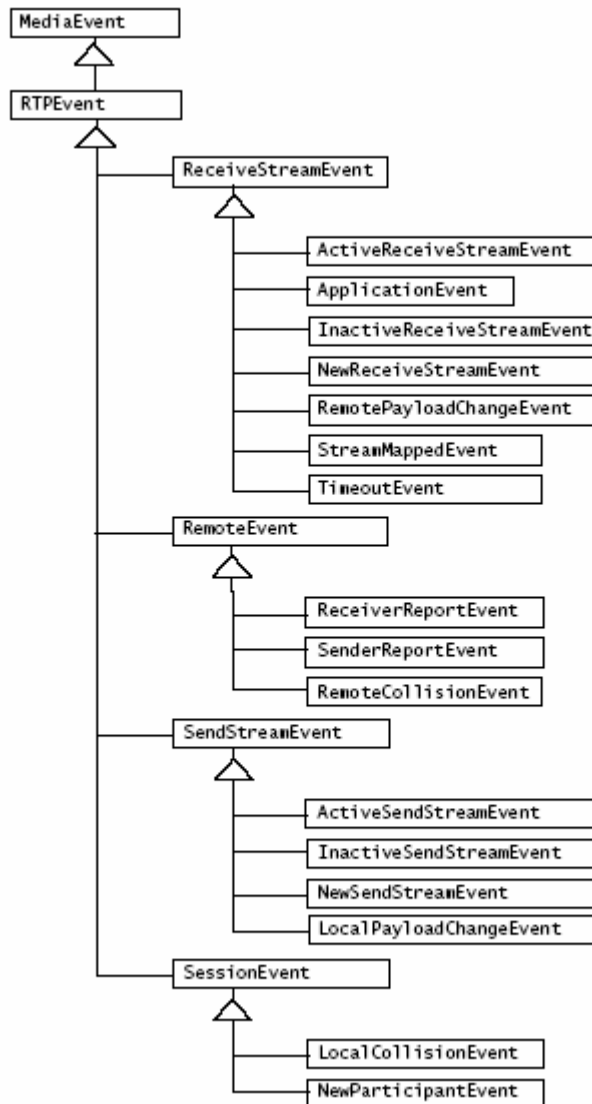 MediaEvent
RTPEvent
ReceiveStreamEvent
ActiveReceiveStreamEvent
ApplicationEvent
InactiveReceiveStreamEvent
NewReceiveStreamEvent
RemotePayloadChangeEvent
StreamMappedEvent
TimeoutEvent
RemoteEvent
ReceiverReportEvent
SenderReportEvent
RemoteCollisionEvent
SendStreamEvent
ActiveSendStreamEvent
InactiveSendStreamEvent
NewSendStreamEvent
LocalPayloadChangeEvent
SessionEvent
LocalCollisionEvent
NewParticipantEvent